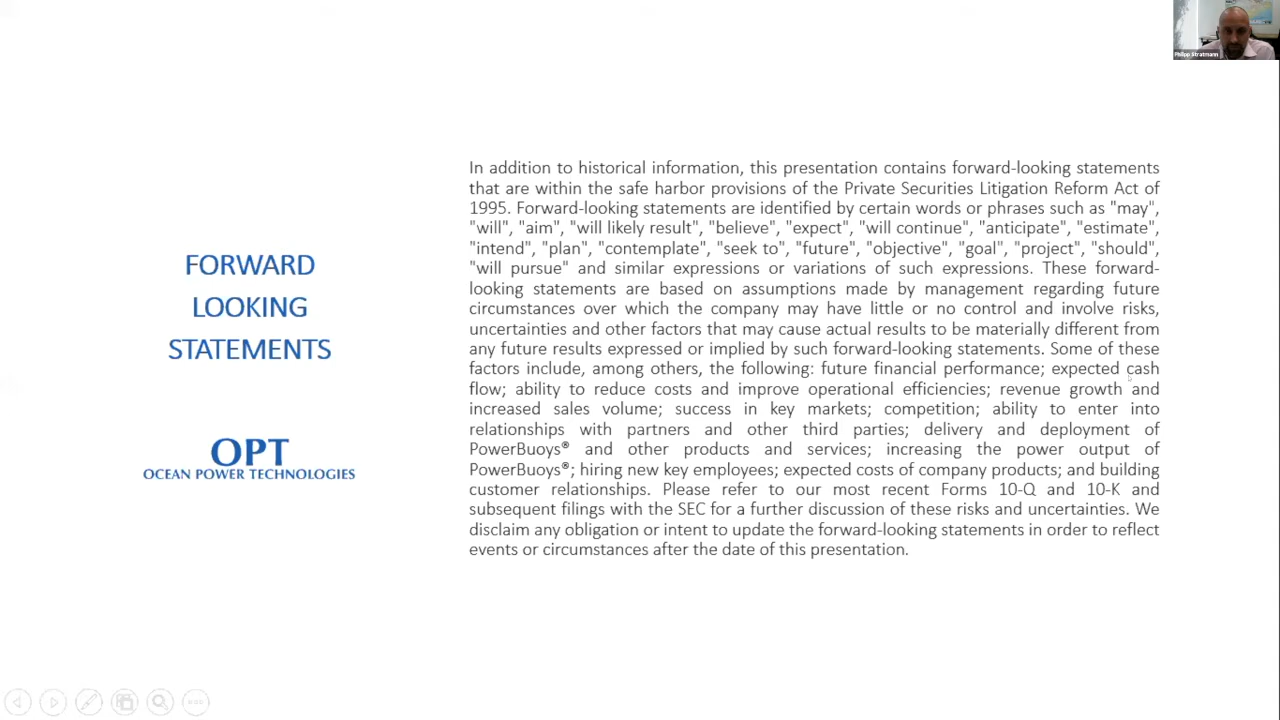 Philipp Stratmann
FORWARD
LOOKING
STATEMENTS
OPT
OCEAN POWER TECHNOLOGIES
In addition to historical information, this presentation contains forward-looking statements
that are within the safe harbor provisions of the Private Securities Litigation Reform Act of
1995. Forward-looking statements are identified by certain words or phrases such as "may",
"will", "aim", "will likely result", "believe", "expect", "will continue", "anticipate", "estimate",
"intend", "plan", "contemplate", "seek to", "future", "objective", "goal", "project", "should",
"will pursue" and similar expressions or variations of such expressions. These forward-
looking statements are based on assumptions made by management regarding future
circumstances over which the company may have little or no control and involve risks,
uncertainties and other factors that may cause actual results to be materially different from
any future results expressed or implied by such forward-looking statements. Some of these
factors include, among others, the following: future financial performance; expected cash
flow; ability to reduce costs and improve operational efficiencies; revenue growth and
increased sales volume; success in key markets; competition; ability to enter into
relationships with partners and other third parties; delivery and deployment of
PowerBuoys® and other products and services; increasing the power output of
PowerBuoys®; hiring new key employees; expected costs of company products; and building
customer relationships. Please refer to our most recent Forms 10-Q and 10-K and
subsequent filings with the SEC for a further discussion of these risks and uncertainties. We
disclaim any obligation or intent to update the forward-looking statements in order to reflect
events or circumstances after the date of this presentation.